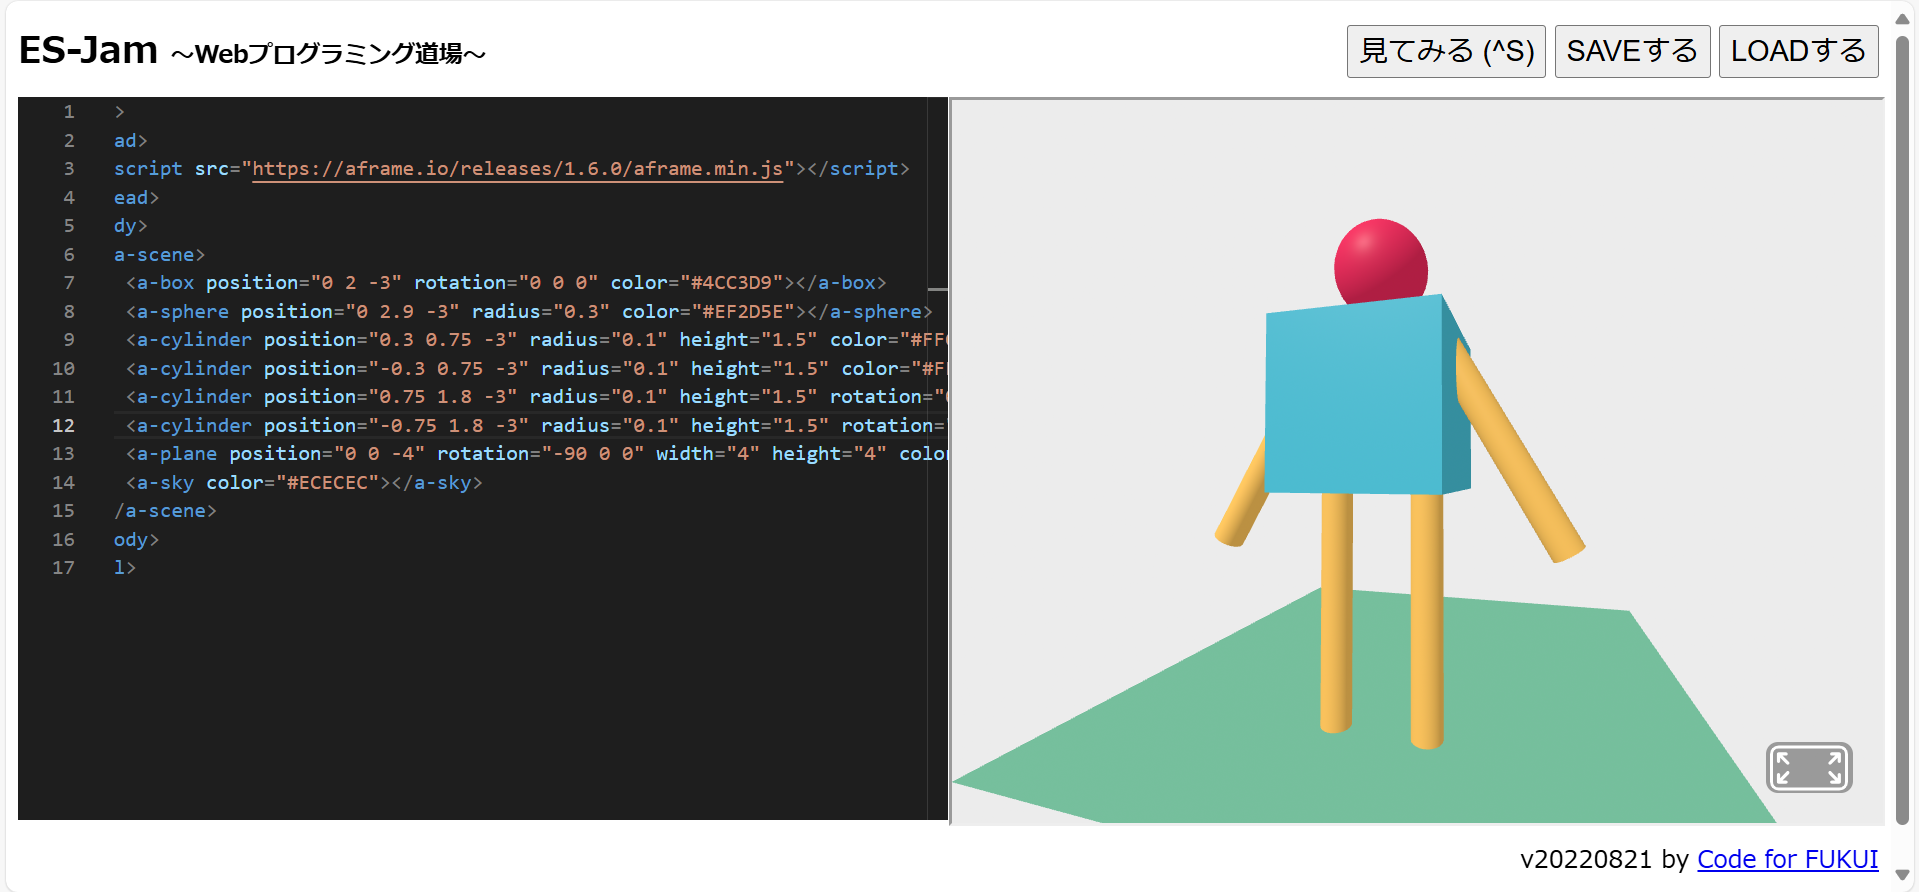 ES-Jam ～Webプログラミング道場～
見てみる (^S) SAVEする LOADする
1 >
2 ad>
3 script src="https://aframe.io/releases/1.6.0/aframe.min.js"></script>
4 ead>
5 dy>
6 a-scene>
7 <a-box position="0 2 -3" rotation="0 0 0" color="#4CC3D9"></a-box>
8 <a-sphere position="0 2.9 -3" radius="0.3" color="#EF2D5E"></a-sphere>
9 <a-cylinder position="0.3 0.75 -3" radius="0.1" height="1.5" color="#FF
10 <a-cylinder position="-0.3 0.75 -3" radius="0.1" height="1.5" color="#F
11 <a-cylinder position="0.75 1.8 -3" radius="0.1" height="1.5" rotation="
12 <a-cylinder position="-0.75 1.8 -3" radius="0.1" height="1.5" rotation=
13 <a-plane position="0 0 -4" rotation="-90 0 0" width="4" height="4" colo
14 <a-sky color="#ECECEC"></a-sky>
15 /a-scene>
16 ody>
17 l>
v20220821 by Code for FUKUI